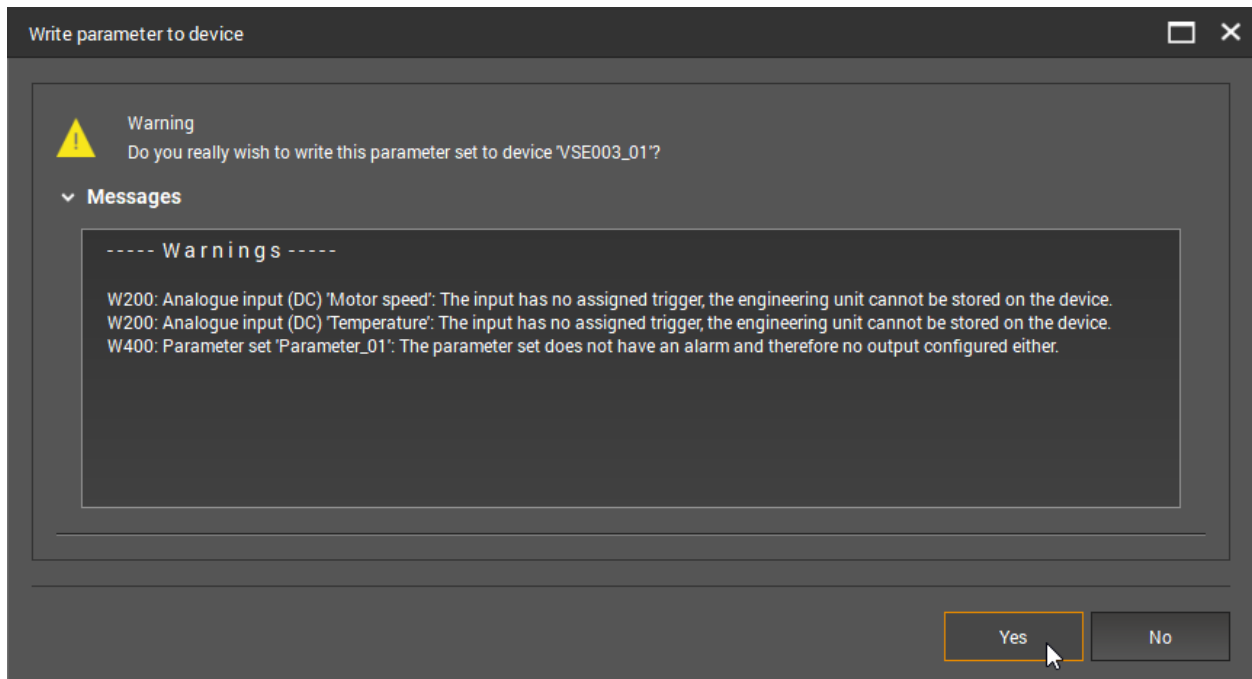 Write parameter to device
Warning
Do you really wish to write this parameter set to device 'VSE003_01'?
Messages
----- W a r n i n g s -----
W200: Analogue input (DC) 'Motor speed': The input has no assigned trigger, the engineering unit cannot be stored on the device.
W200: Analogue input (DC) 'Temperature': The input has no assigned trigger, the engineering unit cannot be stored on the device.
W400: Parameter set 'Parameter_01': The parameter set does not have an alarm and therefore no output configured either.
Yes
No